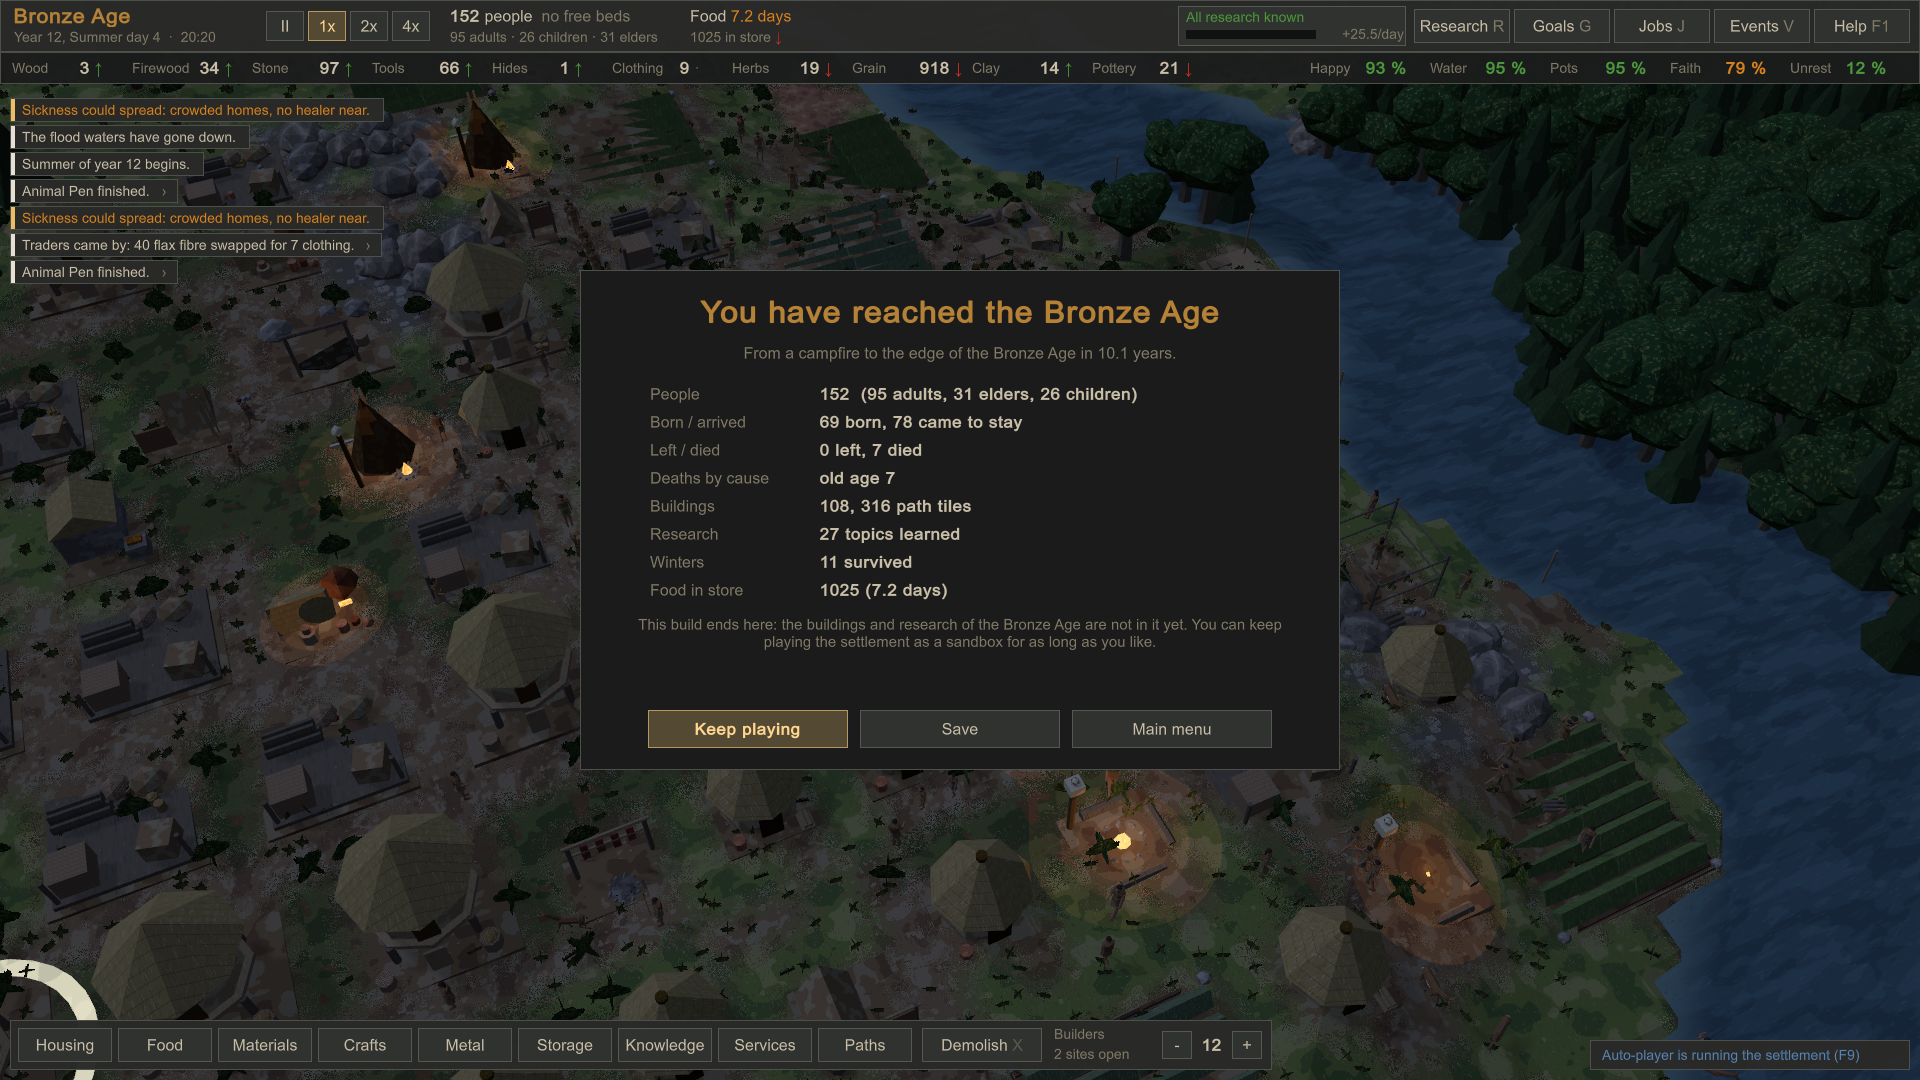 Bronze Age
Year 12, Summer day 4 · 20:20
II 1x 2x 4x
152 people no free beds
95 adults · 26 children · 31 elders
Food 7.2 days
1025 in store ↓
All research known
+25.5/day
Research R Goals G Jobs J Events V Help F1
Wood 3 ↑ Firewood 34 ↑ Stone 97 ↑ Tools 66 ↑ Hides 1 ↑ Clothing 9 · Herbs 19 ↓ Grain 918 ↓ Clay 14 ↑ Pottery 21 ↓ Happy 93 % Water 95 % Pots 95 % Faith 79 % Unrest 12 %
Sickness could spread: crowded homes, no healer near.
The flood waters have gone down.
Summer of year 12 begins.
Animal Pen finished. ›
Sickness could spread: crowded homes, no healer near.
Traders came by: 40 flax fibre swapped for 7 clothing. ›
Animal Pen finished. ›
You have reached the Bronze Age
From a campfire to the edge of the Bronze Age in 10.1 years.
People 152 (95 adults, 31 elders, 26 children)
Born / arrived 69 born, 78 came to stay
Left / died 0 left, 7 died
Deaths by cause old age 7
Buildings 108, 316 path tiles
Research 27 topics learned
Winters 11 survived
Food in store 1025 (7.2 days)
This build ends here: the buildings and research of the Bronze Age are not in it yet. You can keep
playing the settlement as a sandbox for as long as you like.
Keep playing Save Main menu
Housing Food Materials Crafts Metal Storage Knowledge Services Paths Demolish X
Builders
2 sites open
- 12 +
Auto-player is running the settlement (F9)